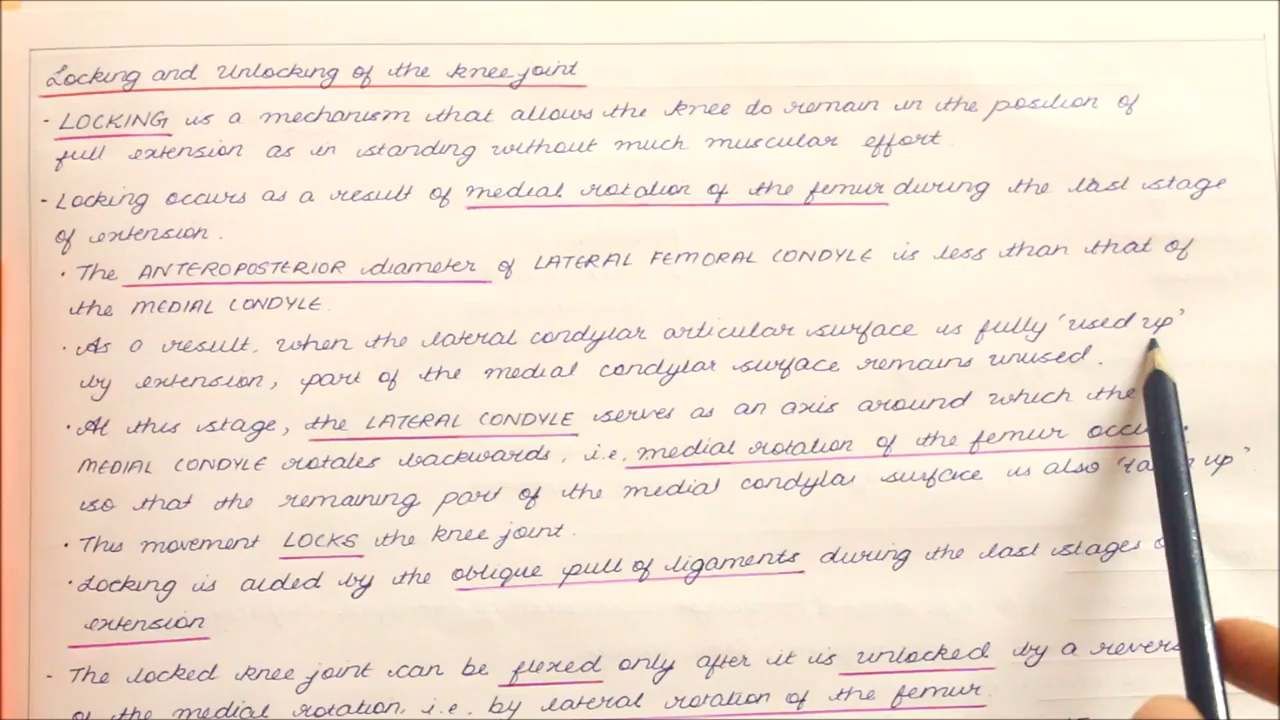 Locking and Unlocking of the knee joint
- LOCKING is a mechanism that allows the knee do remain in the position of
full extension as in standing without much muscular effort.
- Locking occurs as a result of medial rotation of the femur during the last stage
of extension.
· The ANTEROPOSTERIOR diameter of LATERAL FEMORAL CONDYLE is less than that of
the MEDIAL CONDYLE.
· As a result, when the lateral condylar articular surface is fully 'used up'
by extension, part of the medial condylar surface remains unused.
· At this stage, the LATERAL CONDYLE serves as an axis around which the
MEDIAL CONDYLE rotates backwards, i.e. medial rotation of the femur
so that the remaining part of the medial condylar surface is also up'
· This movement LOCKS the knee joint.
· Locking is aided by the oblique pull of ligaments during the last stages
extension
- The locked knee joint can be flexed only after it is unlocked by a
of the medial rotation, i.e. by lateral rotation of the femur.